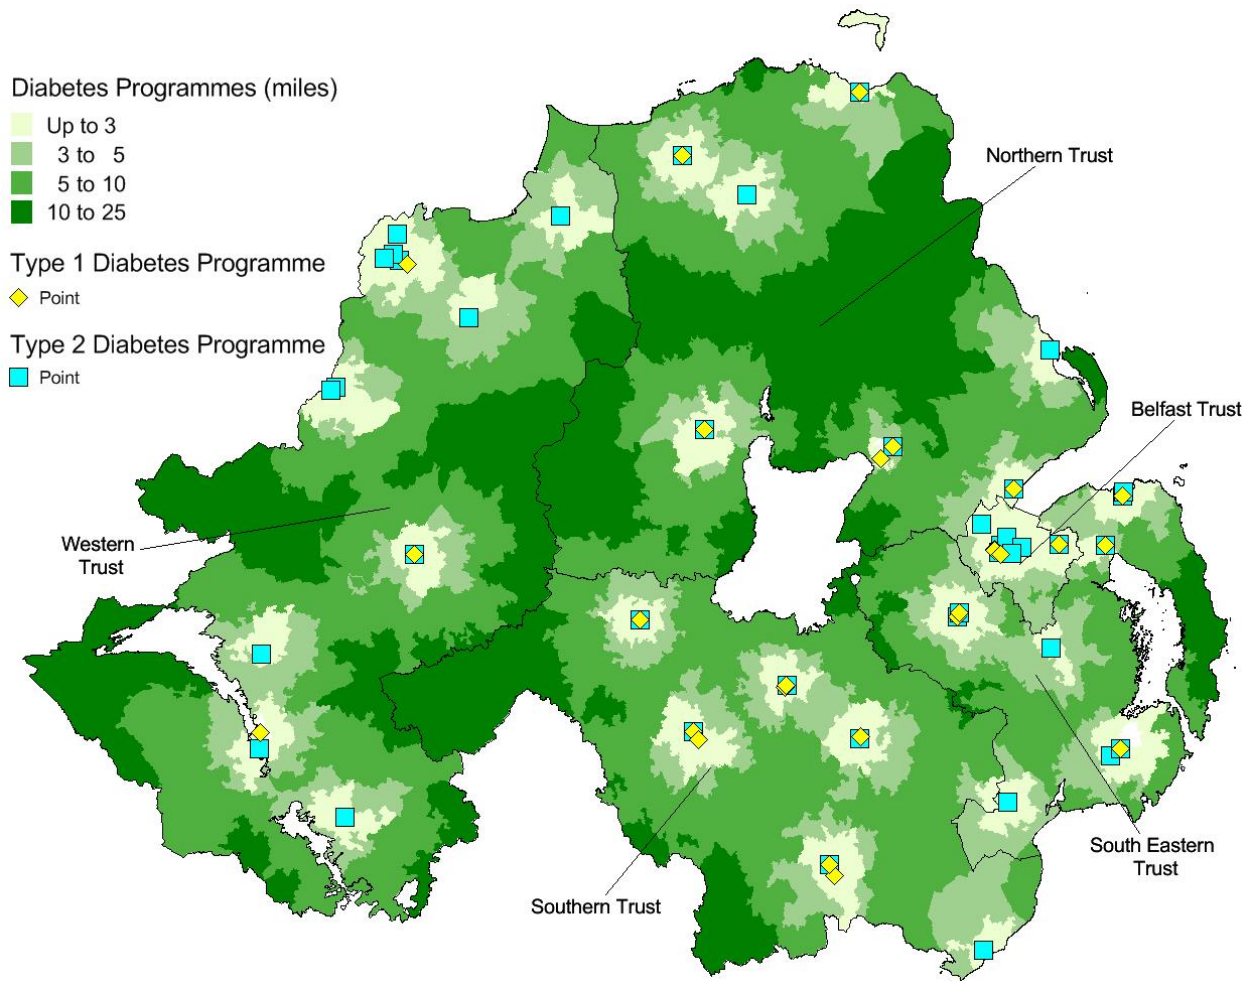 Diabetes Programmes (miles)
Up to 3
3 to 5
5 to 10
10 to 25
Type 1 Diabetes Programme
Point
Type 2 Diabetes Programme
Point
Northern Trust
Belfast Trust
Western
Trust
South Eastern
Trust
Southern Trust